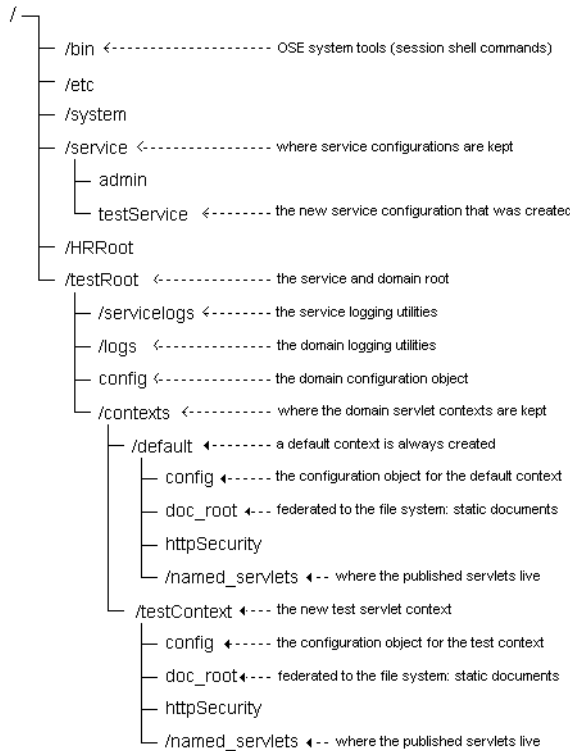 /
/bin OSE system tools (session shell commands)
/etc
/system
/service where service configurations are kept
admin
testService the new service configuration that was created
/HRRoot
/testRoot the service and domain root
/servicelogs the service logging utilities
/logs the domain logging utilities
config the domain configuration object
/contexts where the domain servlet contexts are kept
/default a default context is always created
config the configuration object for the default context
doc_root federated to the file system: static documents
httpSecurity
/named_servlets where the published servlets live
/testContext the new test servlet context
config the configuration object for the test context
doc_root federated to the file system: static documents
httpSecurity
/named_servlets where the published servlets live